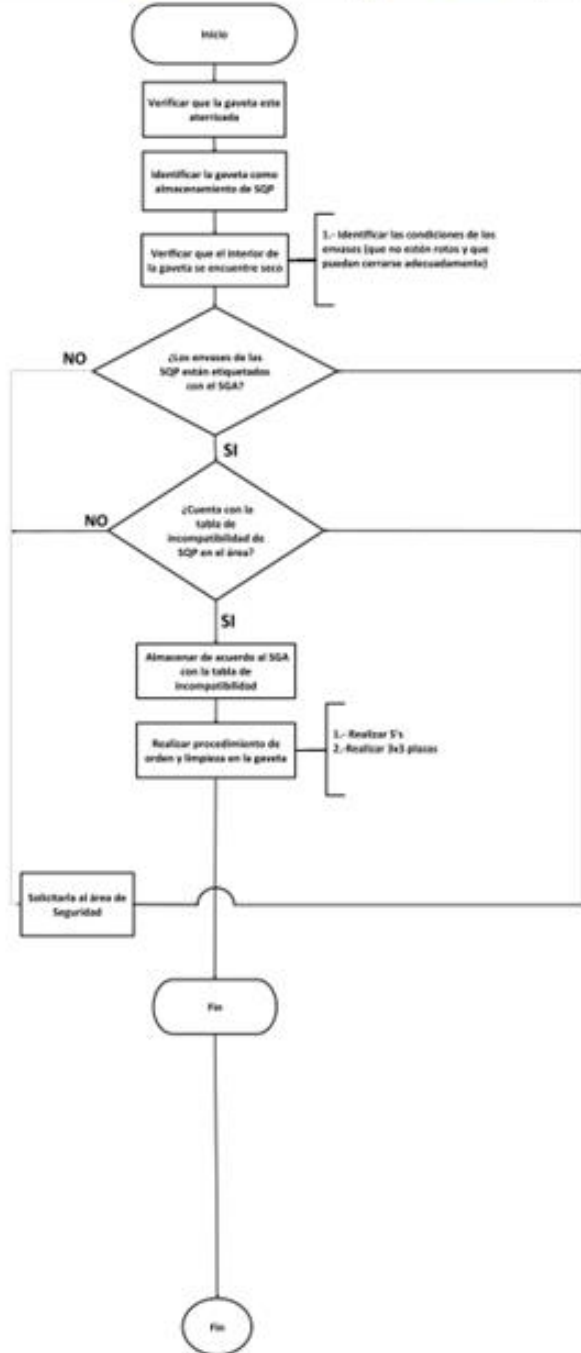 Inicio
Verificar que la gaveta este
aterrizada
Identificar la gaveta como
almacenamiento de SQP
Verificar que el interior de
la gaveta se encuentre seco
1.- Identificar las condiciones de los
envases (que no estén rotos y que
puedan cerrarse adecuadamente)
NO
¿Los envases de las
SQP están etiquetados
con el SGA?
SI
NO
¿Cuenta con la
tabla de
incompatibilidad de
SQP en el área?
SI
Almacenar de acuerdo al SGA
con la tabla de
incompatibilidad
Realizar procedimiento de
orden y limpieza en la gaveta
1.- Realizar 5's
2.-Realizar 3x3 plazas
Solicitarla al área de
Seguridad
Fin
Fin